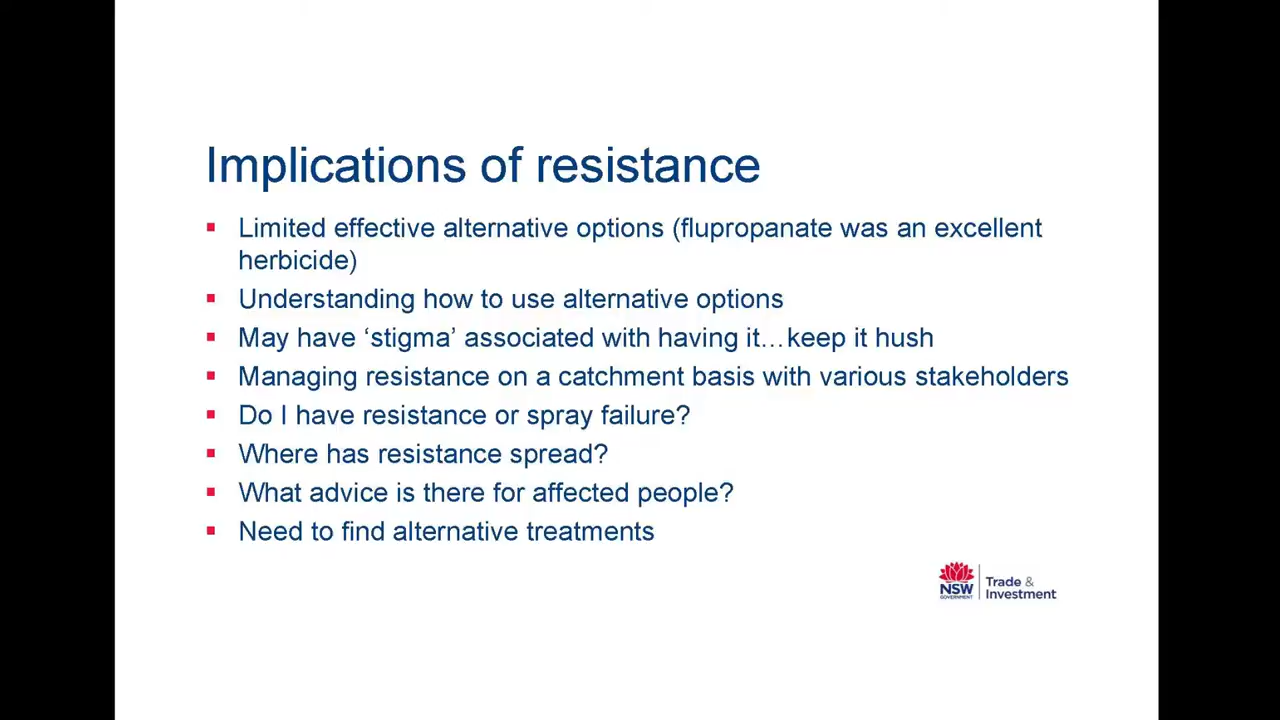 Implications of resistance
▪ Limited effective alternative options (flupropanate was an excellent
herbicide)
▪ Understanding how to use alternative options
▪ May have ‘stigma’ associated with having it…keep it hush
▪ Managing resistance on a catchment basis with various stakeholders
▪ Do I have resistance or spray failure?
▪ Where has resistance spread?
▪ What advice is there for affected people?
▪ Need to find alternative treatments
NSW
GOVERNMENT
Trade &
Investment